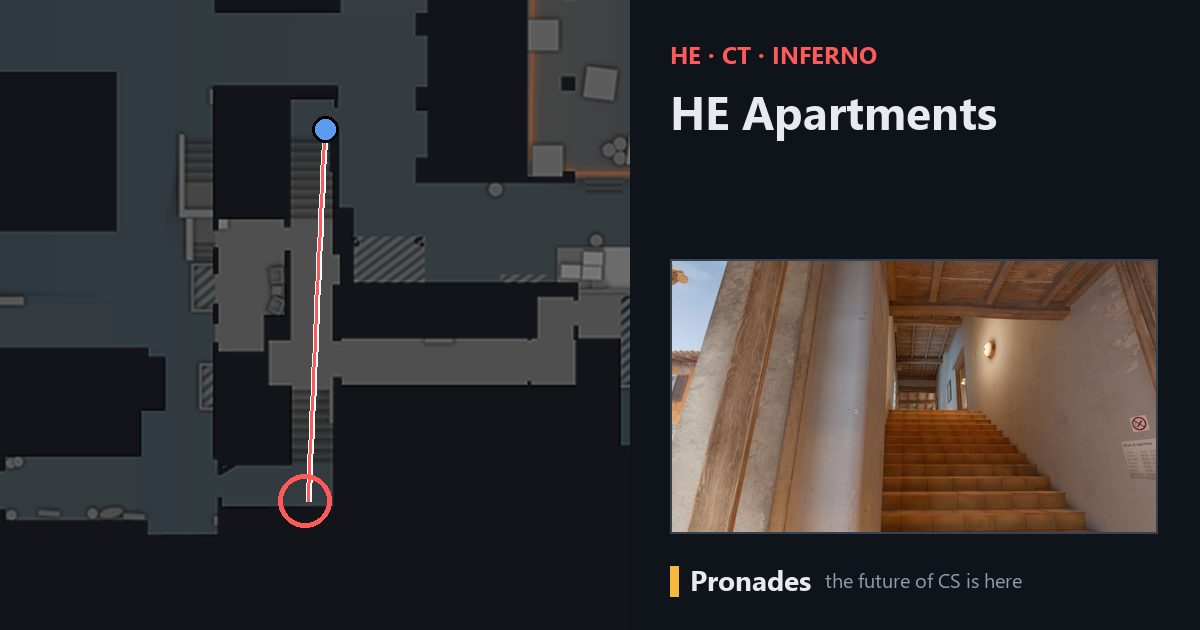 HE · CT · INFERNO
HE Apartments
Pronades the future of CS is here